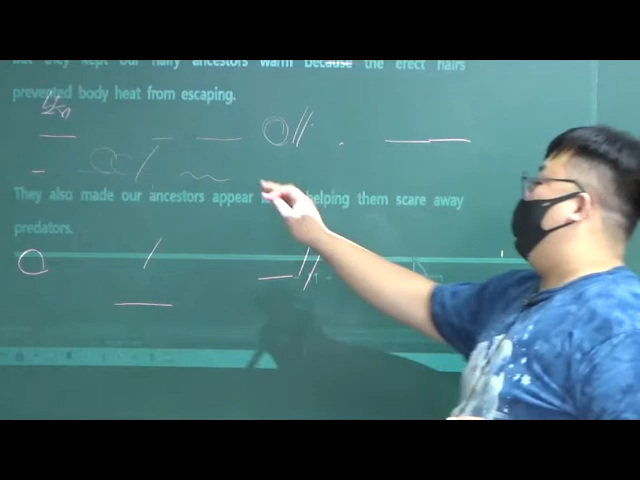 but they kept our hairy ancestors warm because the erect hairs
prevented body heat from escaping.
They also made our ancestors appear helping them scare away
predators.